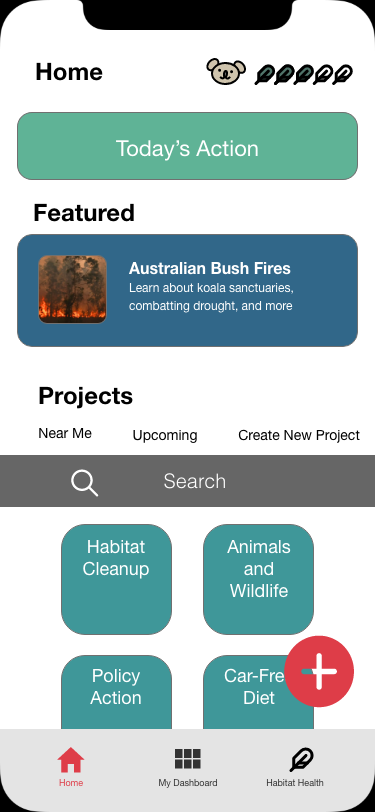 Home
Today's Action
Featured
Australian Bush Fires
Learn about koala sanctuaries,
combatting drought, and more
Projects
Near Me
Upcoming
Create New Project
Search
Habitat
Cleanup
Animals
and
Wildlife
Policy
Action
Car-Fre
Diet
Home
My Dashboard
Habitat Health